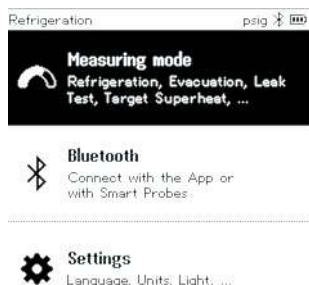 Refrigeration psig
Measuring mode
Refrigeration, Evacuation, Leak
Test, Target Superheat, ...
Bluetooth
Connect with the App or
with Smart Probes
Settings
Language, Units, Light, ...